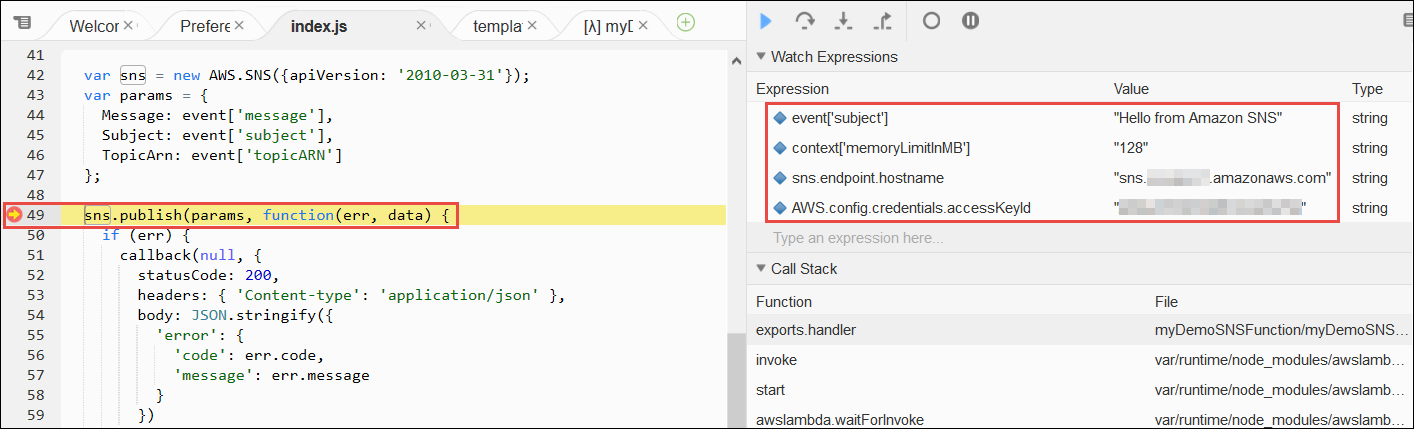 Welcor Prefere index.js templa [λ] my[
41
42 var sns = new AWS.SNS({apiVersion: '2010-03-31'});
43 var params = {
44 Message: event['message'],
45 Subject: event['subject'],
46 TopicArn: event['topicARN']
47 };
48
49 sns.publish(params, function(err, data) {
50 if (err) {
51 callback(null, {
52 statusCode: 200,
53 headers: { 'Content-type': 'application/json' },
54 body: JSON.stringify({
55 'error': {
56 'code': err.code,
57 'message': err.message
58 }
59 })
Watch Expressions
Expression Value Type
event['subject'] "Hello from Amazon SNS" string
context['memoryLimitInMB'] "128" string
sns.endpoint.hostname "sns. .amazonaws.com" string
AWS.config.credentials.accessKeyId " " string
Type an expression here...
Call Stack
Function File
exports.handler myDemoSNSFunction/myDemoSNS...
invoke var/runtime/node_modules/awslamb...
start var/runtime/node_modules/awslamb...
awslambda.waitForInvoke var/runtime/node_modules/awslamb...